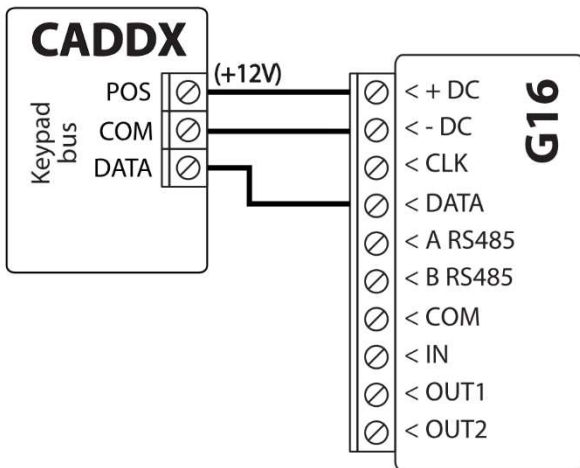 CADDX
Keypad bus
POS
COM
DATA
(+12V)
G16
< + DC
< - DC
< CLK
< DATA
< A RS485
< B RS485
< COM
< IN
< OUT1
< OUT2